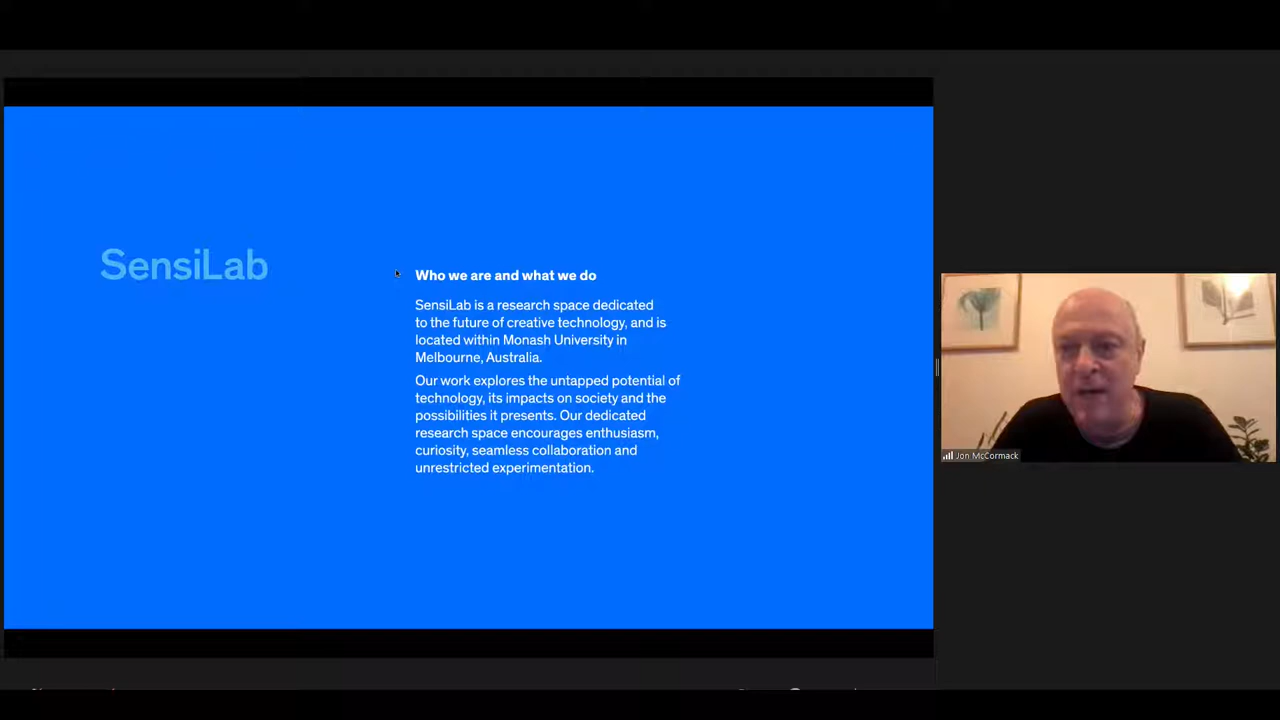 SensiLab
Who we are and what we do
SensiLab is a research space dedicated
to the future of creative technology, and is
located within Monash University in
Melbourne, Australia.
Our work explores the untapped potential of
technology, its impacts on society and the
possibilities it presents. Our dedicated
research space encourages enthusiasm,
curiosity, seamless collaboration and
unrestricted experimentation.
Jon McCormack